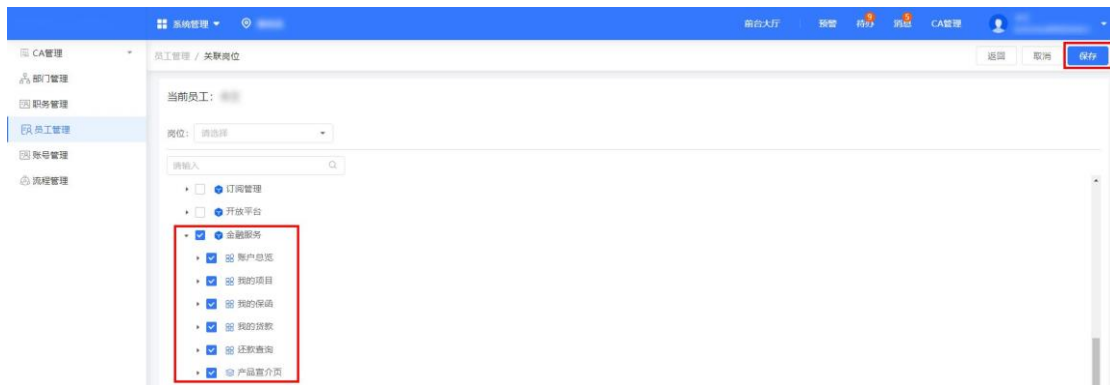 系统管理
前台大厅 预警 待办 9 消息 5 CA管理
CA管理
员工管理 / 关联岗位
返回 取消 保存
部门管理
职务管理
员工管理
账号管理
流程管理
当前员工：
岗位： 请选择
请输入
订阅管理
开放平台
金融服务
账户总览
我的项目
我的保函
我的贷款
还款查询
产品宣介页